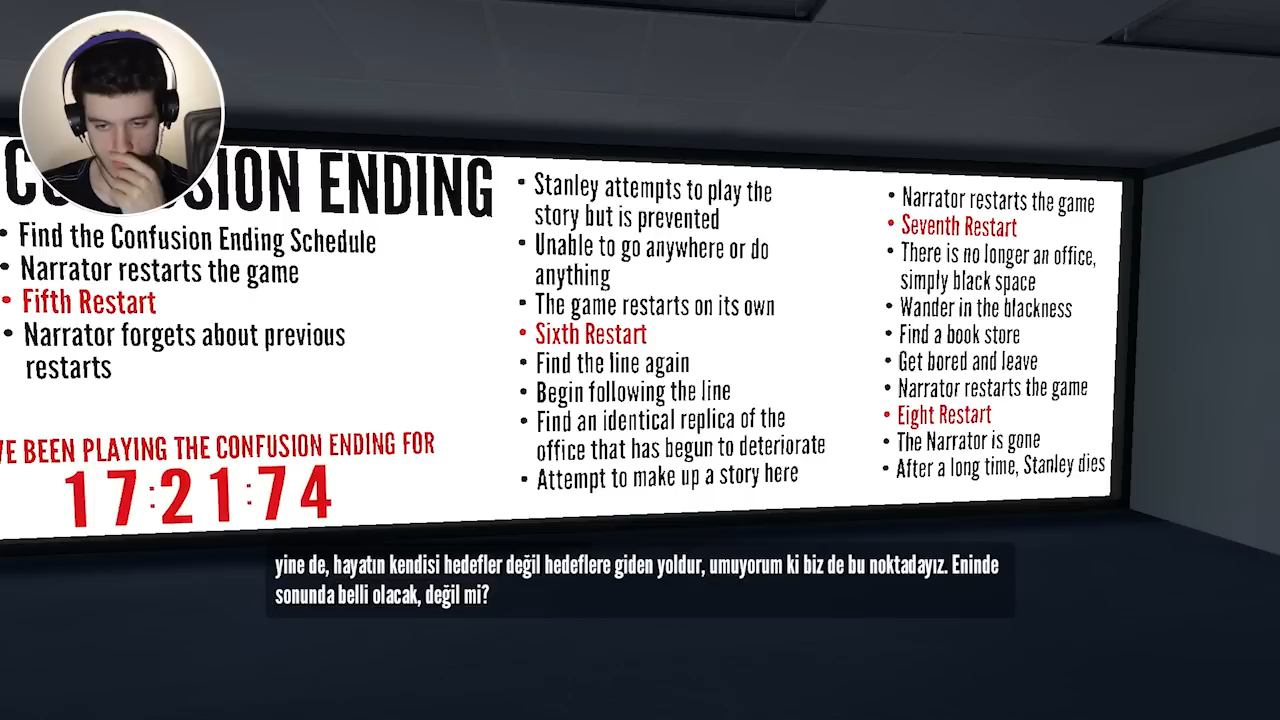 CONFUSION ENDING
• Find the Confusion Ending Schedule
• Narrator restarts the game
• Fifth Restart
• Narrator forgets about previous
restarts
VE BEEN PLAYING THE CONFUSION ENDING FOR
17:21:74
• Stanley attempts to play the
story but is prevented
• Unable to go anywhere or do
anything
• The game restarts on its own
• Sixth Restart
• Find the line again
• Begin following the line
• Find an identical replica of the
office that has begun to deteriorate
• Attempt to make up a story here
• Narrator restarts the game
• Seventh Restart
• There is no longer an office,
simply black space
• Wander in the blackness
• Find a book store
• Get bored and leave
• Narrator restarts the game
• Eight Restart
• The Narrator is gone
• After a long time, Stanley dies
yine de, hayatın kendisi hedefler değil hedeflere giden yoldur, umuyorum ki biz de bu noktadayız. Eninde
sonunda belli olacak, değil mi?